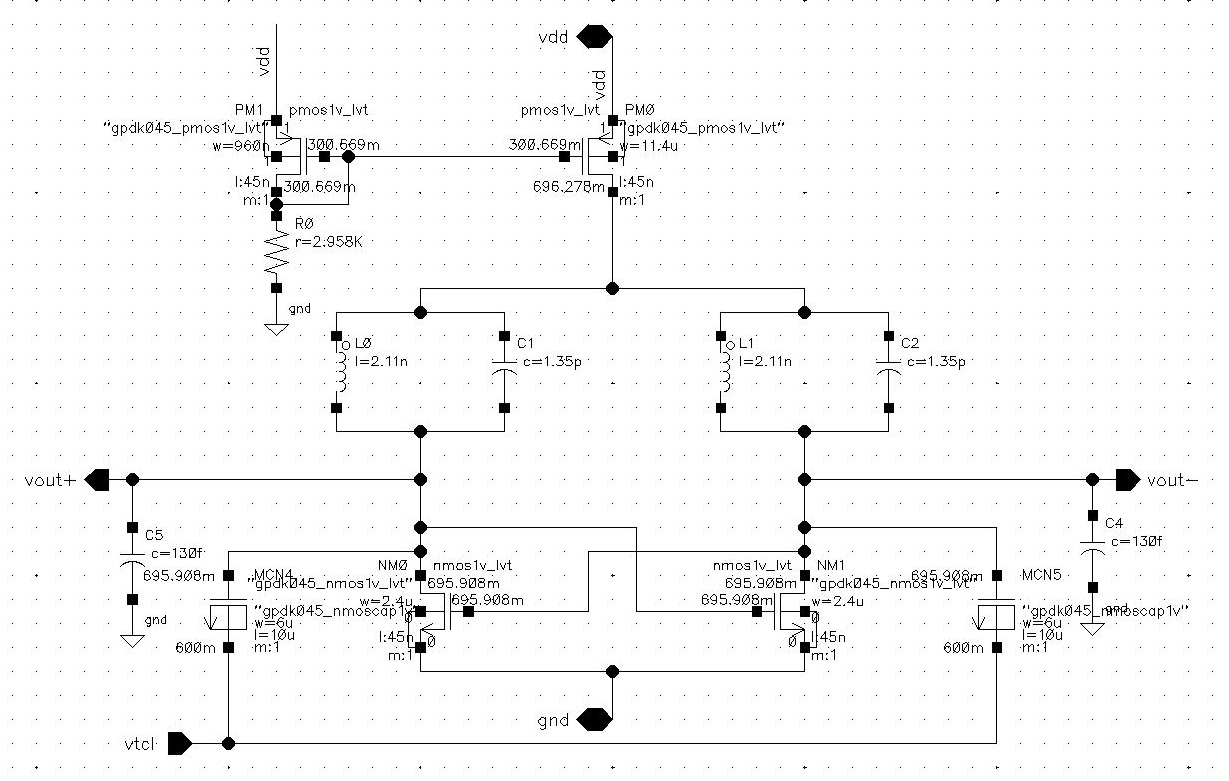 vdd
vdd
vdd
PM1
pmos1v_lvt
pmos1v_lvt
PM0
"gpdk045_pmos1v_lvt"
1
1
"gpdk045_pmos1v_lvt"
w=960n
300.669m
300.669m
w=11.4u
l:45n
300.669m
696.278m
l:45n
m:1
m:1
R0
r=2.958K
gnd
L0
l=2.11n
C1
c=1.35p
L1
l=2.11n
C2
c=1.35p
vout+
vout-
C5
c=130f
C4
c=130f
695.908m
MCN4
NM0
nmos1v_lvt
nmos1v_lvt
NM1
695.908m
MCN5
"gpdk045_nmos1v_lvt"
695.908m
695.908m
"gpdk045_nmos1v_lvt"
w=2.4u
695.908m
695.908m
w=2.4u
"gpdk045_nmoscap1v"
"gpdk045_nmoscap1v"
gnd
w=6u
0
0
w=6u
gnd
l=10u
l:45n
0
0
l:45n
l=10u
600m
m:1
m:1
m:1
600m
m:1
gnd
vtcl